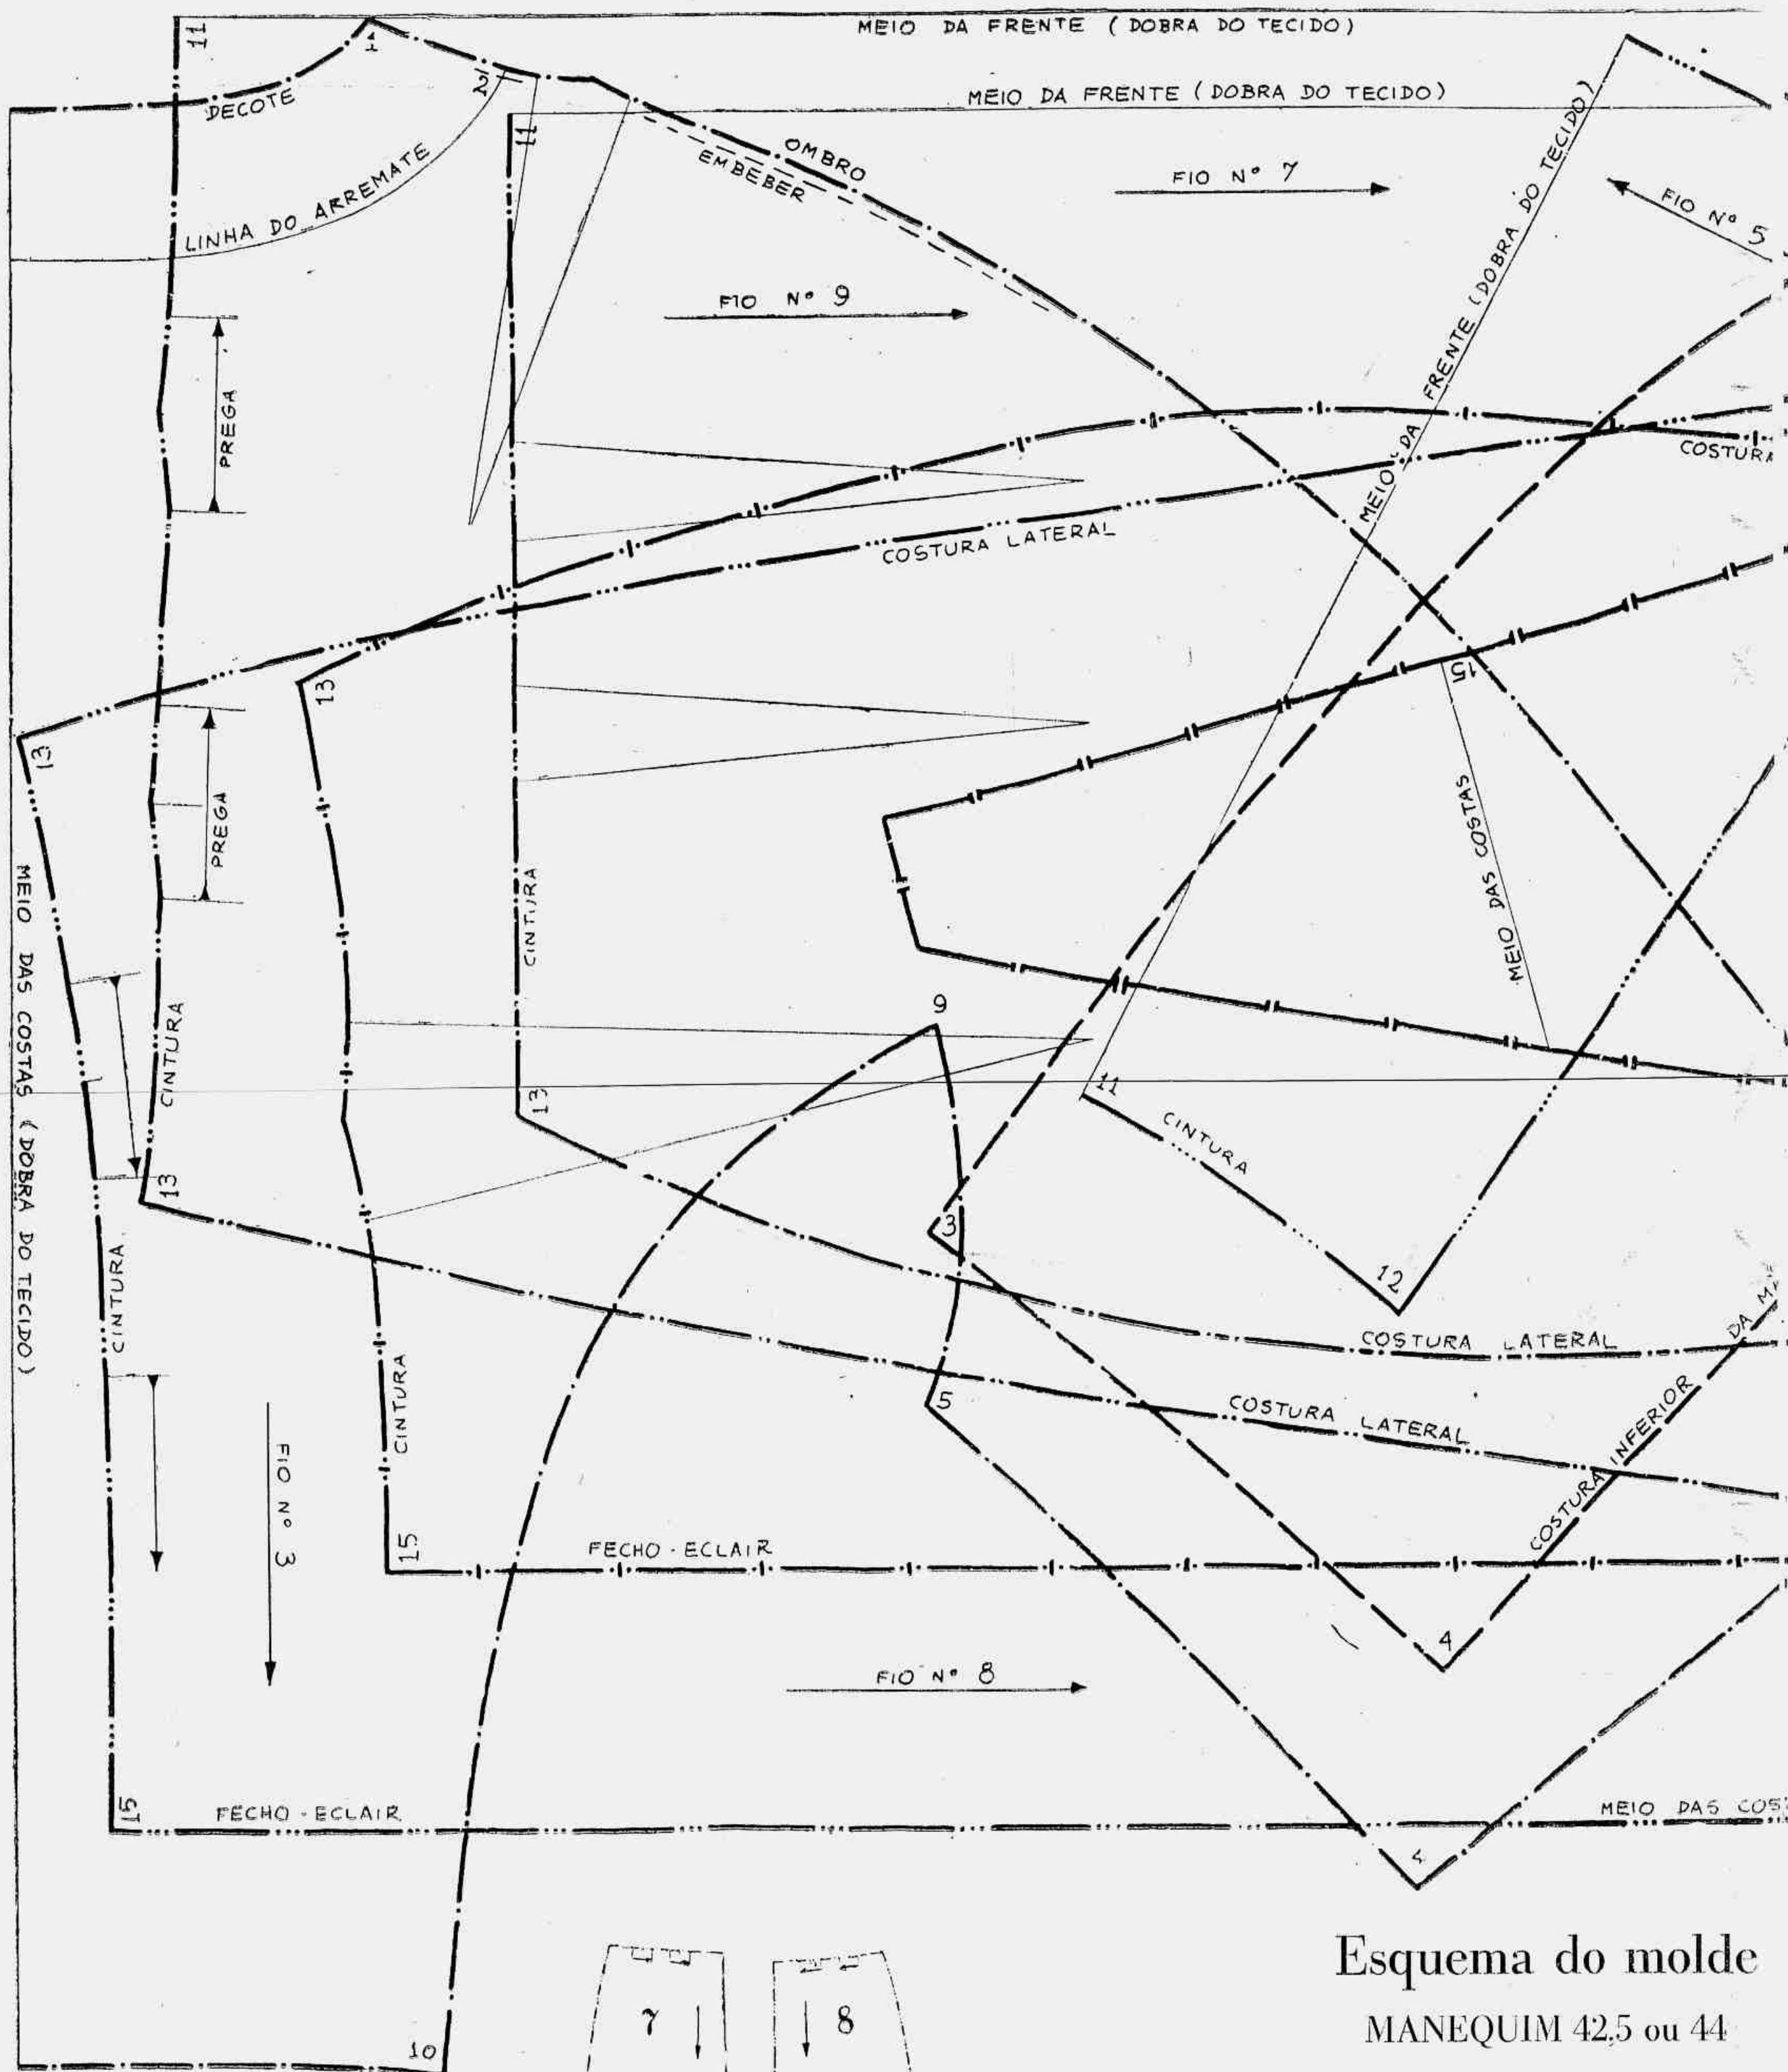 MEIO DA FRENTE ( DOBRA DO TECIDO )
11
1
2
DECOTE
MEIO DA FRENTE ( DOBRA DO TECIDO )
11
OMBRO
EMBEBER
LINHA DO ARREMATE
FIO Nº 7
FIO Nº 5
MEIO DA FRENTE (DOBRA DO TECIDO)
FIO Nº 9
PREGA
COSTURA
COSTURA LATERAL
13
13
15
PREGA
MEIO DAS COSTAS
CINTURA
MEIO DAS COSTAS (DOBRA DO TECIDO)
CINTURA
9
11
CINTURA
13
13
3
12
CINTURA
DA
COSTURA LATERAL
CINTURA
5
COSTURA LATERAL
COSTURA INFERIOR
FIO Nº 3
15
FECHO-ECLAIR
4
FIO Nº 8
15
FECHO-ECLAIR
MEIO DAS COS
10
7
8
Esquema do molde
MANEQUIM 42,5 ou 44